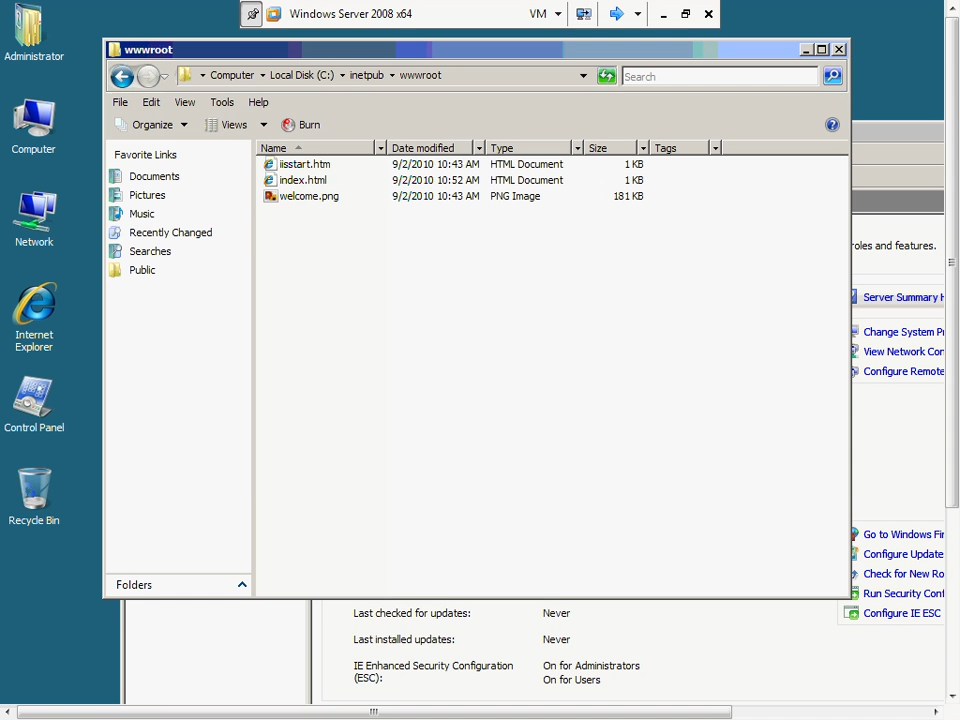 Windows Server 2008 x64
VM
Administrator
Computer
Network
Internet
Explorer
Control Panel
Recycle Bin
wwwroot
Computer
Local Disk (C:)
inetpub
wwwroot
Search
File
Edit
View
Tools
Help
Organize
Views
Burn
Favorite Links
Documents
Pictures
Music
Recently Changed
Searches
Public
Folders
Name Date modified Type Size Tags
iisstart.htm 9/2/2010 10:43 AM HTML Document 1 KB
index.html 9/2/2010 10:52 AM HTML Document 1 KB
welcome.png 9/2/2010 10:43 AM PNG Image 181 KB
roles and features.
Server Summary H
Change System Pr
View Network Con
Configure Remote
Go to Windows Fir
Configure Update
Check for New Ro
Run Security Conf
Configure IE ESC
Last checked for updates: Never
Last installed updates: Never
IE Enhanced Security Configuration On for Administrators
(ESC): On for Users